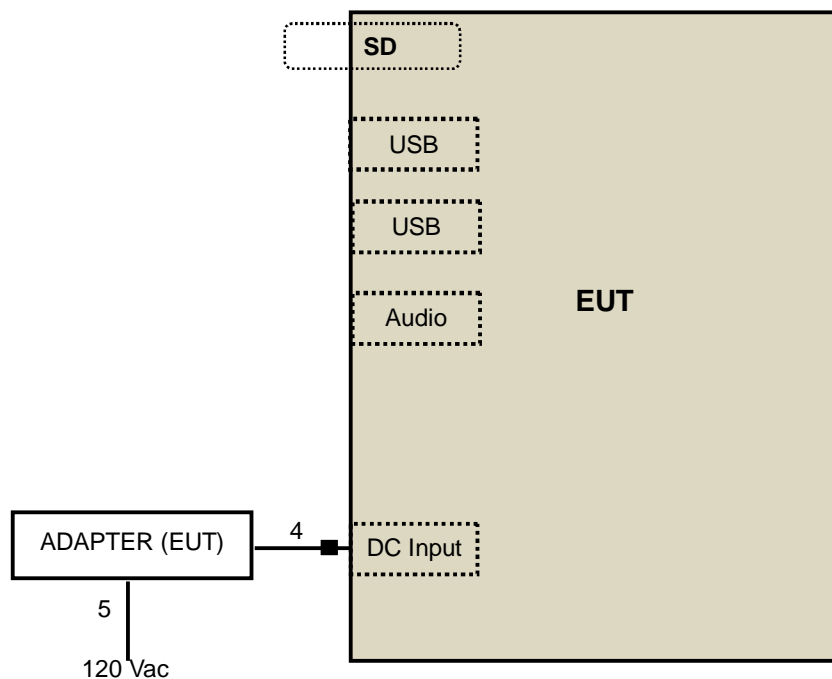 SD
USB
USB
Audio
EUT
4
ADAPTER (EUT)
DC Input
5
120 Vac